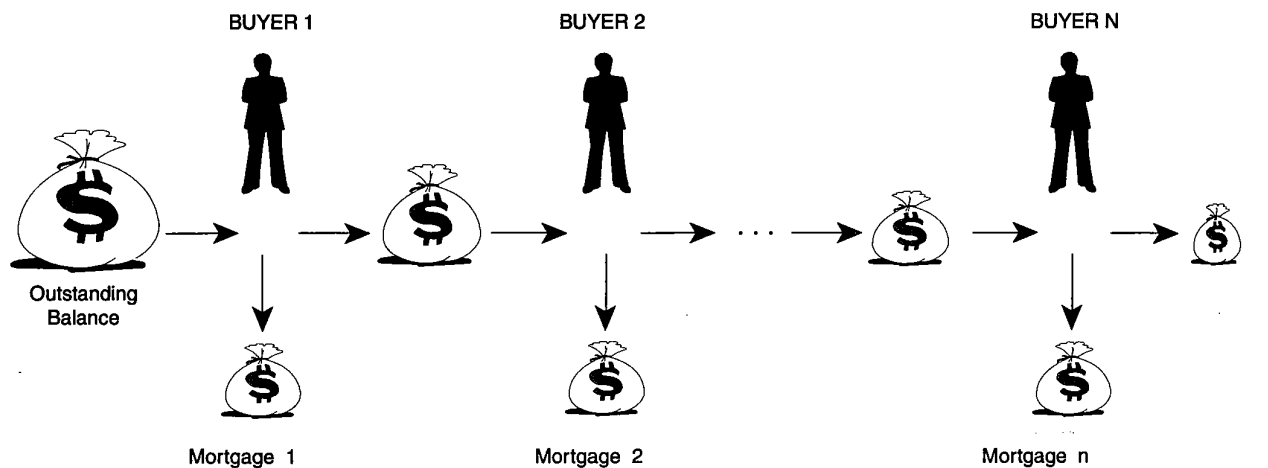 BUYER 1
BUYER 2
BUYER N
$
$
$
$
Outstanding
Balance
. . .
$
$
$
Mortgage 1
Mortgage 2
Mortgage n